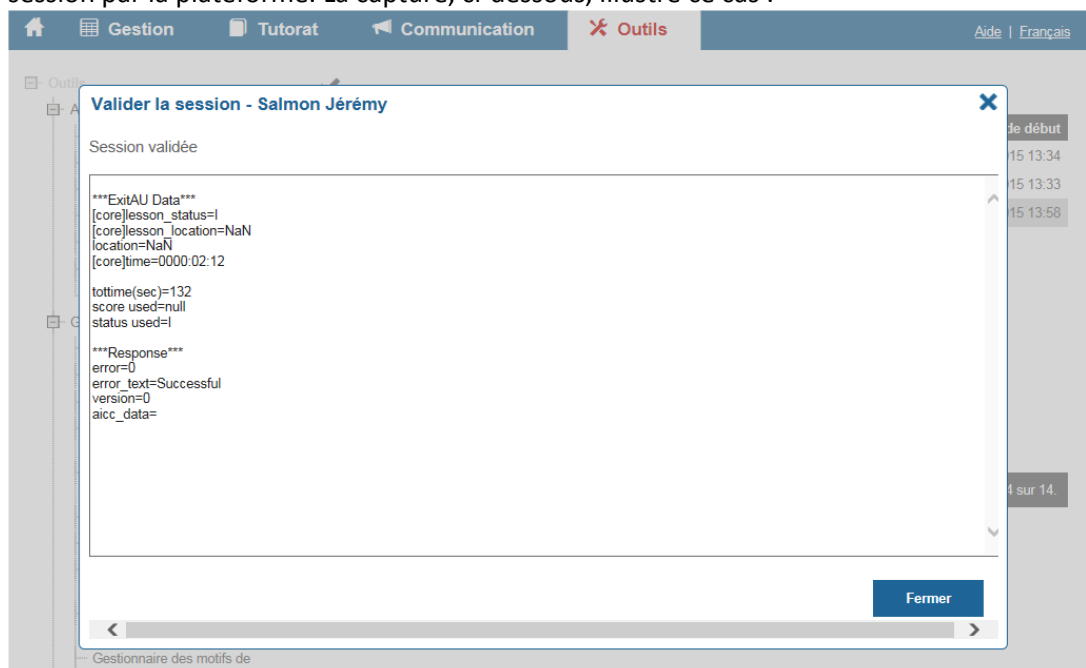 session par la plateforme. La capture, ci-dessous, illustre ce cas :
Gestion Tutorat Communication Outils Aide | Français
Outils
A
Valider la session - Salmon Jérémy
de début
Session validée
15 13:34
15 13:33
15 13:58
***ExitAU Data***
[core]lesson_status=I
[core]lesson_location=NaN
location=NaN
[core]time=0000:02:12
tottime(sec)=132
score used=null
G
status used=I
***Response***
error=0
error_text=Successful
version=0
aicc_data=
4 sur 14.
Fermer
Gestionnaire des motifs de